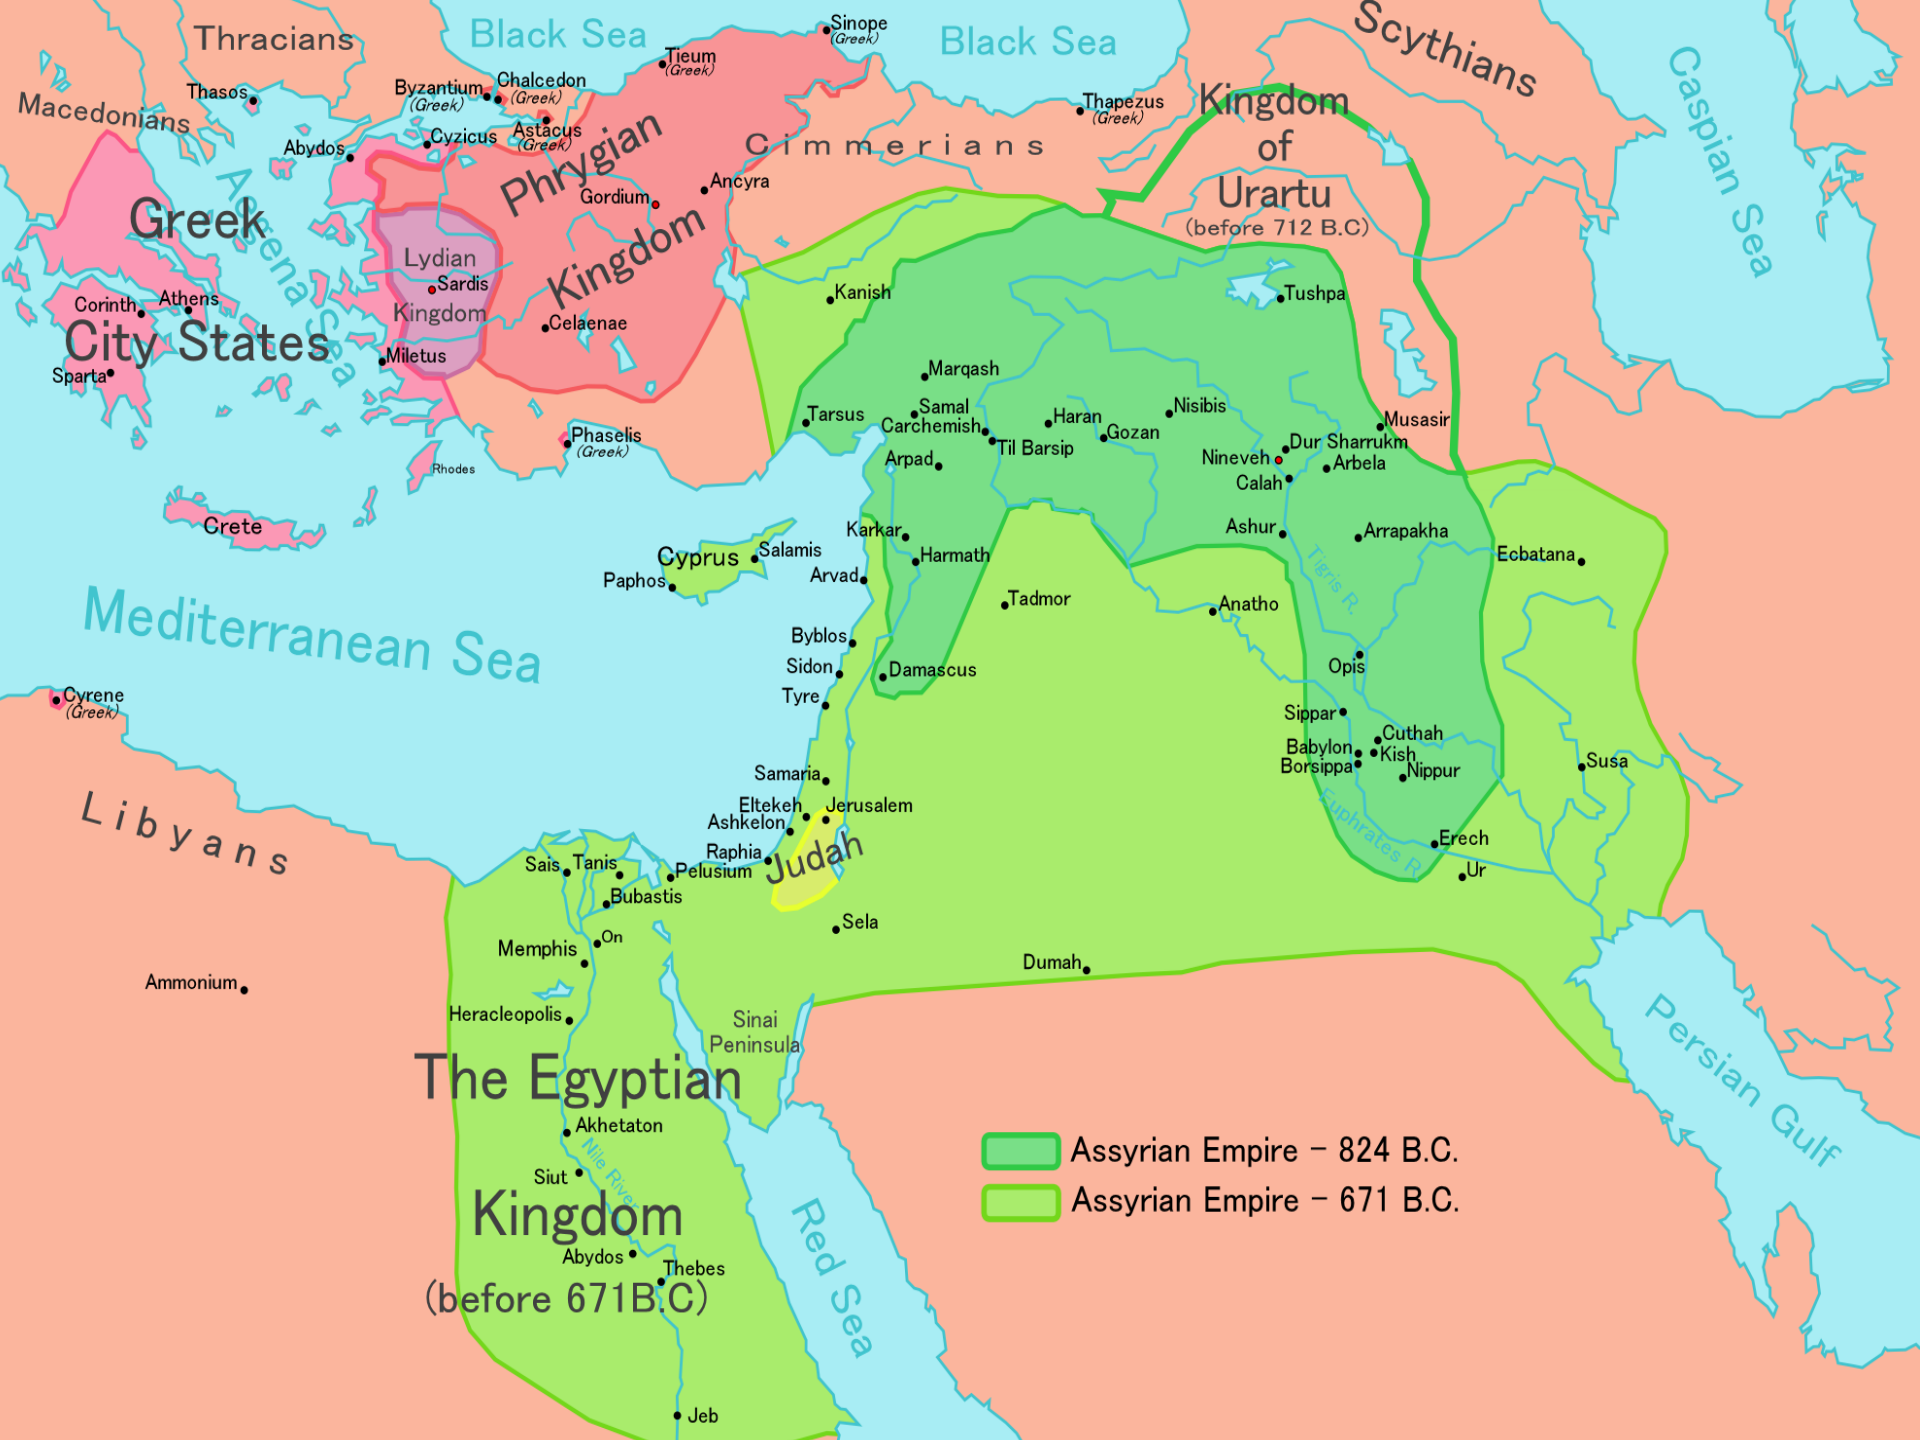 Thracians
Black Sea
Sinope
(Greek)
Black Sea
Scythians
Caspian Sea
Tieum
(Greek)
Thasos
Byzantium
(Greek)
Chalcedon
(Greek)
Kingdom
of
Urartu
(before 712 B.C)
Thapezus
(Greek)
Macedonians
Abydos
Cyzicus
Astacus
(Greek)
Phrygian
Kingdom
Cimmerians
Ancyra
Gordium
Aegena Sea
Greek
City States
Lydian
Kingdom
Sardis
Corinth
Athens
Sparta
Miletus
Celaenae
Kanish
Tushpa
Marqash
Samal
Carchemish
Tarsus
Til Barsip
Haran
Gozan
Nisibis
Musasir
Dur Sharrukm
Nineveh
Arbela
Calah
Arpad
Phaselis
(Greek)
Rhodes
Crete
Karkar
Harmath
Ashur
Arrapakha
Ecbatana
Cyprus
Salamis
Paphos
Arvad
Tadmor
Anatho
Tigris R.
Mediterranean Sea
Byblos
Sidon
Tyre
Damascus
Opis
Cyrene
(Greek)
Sippar
Cuthah
Babylon
Kish
Borsippa
Nippur
Susa
Samaria
Eltekeh
Jerusalem
Ashkelon
Raphia
Judah
Euphrates R.
Erech
Ur
Libyans
Sais
Tanis
Pelusium
Bubastis
Sela
On
Memphis
Dumah
Ammonium
Heracleopolis
Sinai
Peninsula
Persian Gulf
The Egyptian
Kingdom
(before 671B.C)
Akhetaton
Siut
Nile River
Abydos
Thebes
Jeb
Red Sea
Assyrian Empire - 824 B.C.
Assyrian Empire - 671 B.C.